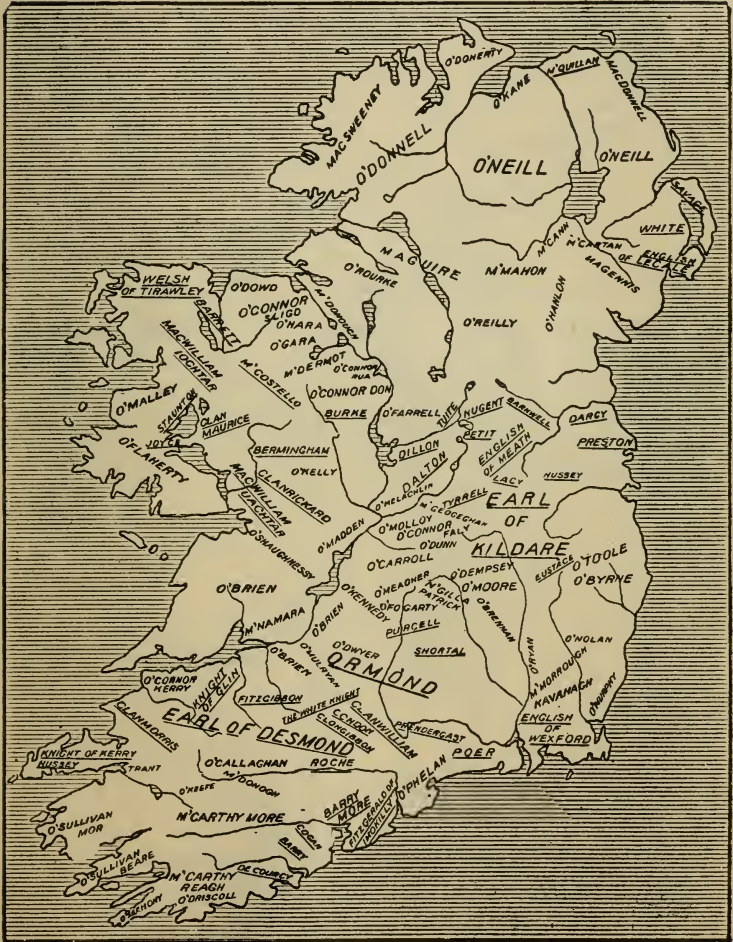 O'DOHERTY
MACSWEENEY
O'DONNELL
O'KANE
M'QUILLAN
MACDONNELL
O'NEILL
O'NEILL
SAVAGE
WHITE
ENGLISH
OF LECALE
M'CANN
M'CARTAN
MAGENNIS
MAGUIRE
O'ROURKE
M'MAHON
O'HANLON
O'REILLY
WELSH
OF TIRAWLEY
BARRETT
O'DOWD
O'CONNOR
SLIGO
O'HARA
O'GARA
M'DONOUGH
M'DERMOT
O'CONNOR
RUA
MACWILLIAM
IOCHTAR
M'COSTELLO
O'CONNOR DON
O'MALLEY
STAUNTON
CLAN
MAURICE
JOYCE
O'FLAHERTY
BURKE
O'FARRELL
TUITE
NUGENT
BARNWELL
DARCY
PETIT
PRESTON
DILLON
ENGLISH
OF MEATH
BERMINGHAM
O'KELLY
DALTON
LACY
HUSSEY
CLANRICKARD
MACWILLIAM
UACHTAR
O'MELACHLIN
TYRRELL
M'GEOGEGHAN
EARL
OF
KILDARE
O'SHAUGHNESSY
O'MADDEN
O'MOLLOY
O'CONNOR
FALY
O'DUNN
O'CARROLL
O'DEMPSEY
EUSTACE
O'TOOLE
O'BYRNE
O'BRIEN
M'NAMARA
O'KENNEDY
O'MEAGHER
M'GILLA
PATRICK
O'MOORE
O'FOGARTY
O'BRENNAN
PURCELL
O'BRIEN
O'BRIEN
O'MULRYAN
O'DWYER
SHORTAL
ORMOND
O'RYAN
O'NOLAN
M'MORROUGH
KAVANAGH
O'MURPHY
O'CONNOR
KERRY
KNIGHT
OF GLIN
FITZGIBBON
THE WHITE KNIGHT
CONDON
CLONGIBBON
CLANWILLIAM
PRENDERGAST
ENGLISH
OF
WEXFORD
CLANMORRIS
EARL OF DESMOND
POER
KNIGHT OF KERRY
HUSSEY
TRANT
O'CALLAGHAN
ROCHE
M'DONOGH
O'KEEFE
O'PHELAN
O'SULLIVAN
MOR
M'CARTHY MORE
BARRY
MORE
FITZGERALD OF
IMOKILLY
COGAN
BARRY
O'SULLIVAN
BEARE
M'CARTHY
REAGH
DE COURCY
O'DRISCOLL